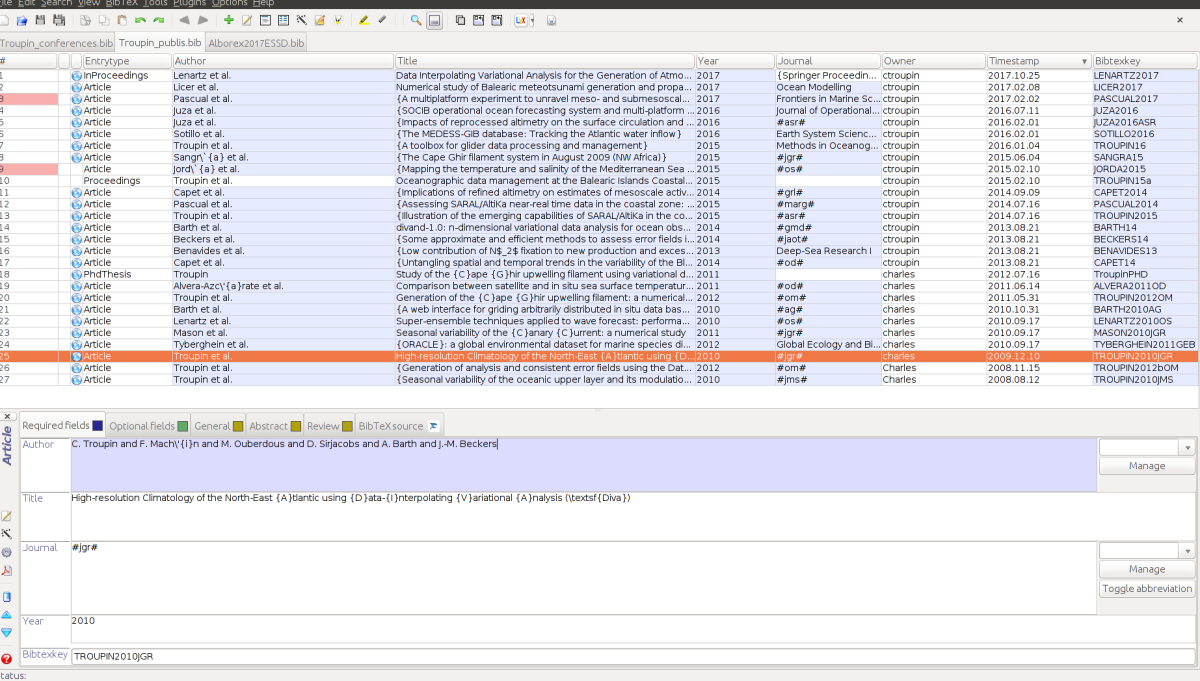 ile Edit Search View BibTeX Tools Plugins Options Help
Troupin_conferences.bib Troupin_publis.bib Alborex2017ESSD.bib
# Entrytype Author Title Year Journal Owner Timestamp Bibtexkey
1 InProceedings Lenartz et al. Data Interpolating Variational Analysis for the Generation of Atmo... 2017 {Springer Proceedin... ctroupin 2017.10.25 LENARTZ2017
2 Article Licer et al. Numerical study of Balearic meteotsunami generation and propa... 2017 Ocean Modelling ctroupin 2017.02.08 LICER2017
3 Article Pascual et al. {A multiplatform experiment to unravel meso- and submesoscal... 2017 Frontiers in Marine Sc... ctroupin 2017.02.02 PASCUAL2017
4 Article Juza et al. {SOCIB operational ocean forecasting system and multi-platform ... 2016 Journal of Operational... ctroupin 2016.07.11 JUZA2016
5 Article Juza et al. {Impacts of reprocessed altimetry on the surface circulation and ... 2016 #asr# ctroupin 2016.02.01 JUZA2016ASR
6 Article Sotillo et al. {The MEDESS-GIB database: Tracking the Atlantic water inflow} 2016 Earth System Scienc... ctroupin 2016.02.01 SOTILLO2016
7 Article Troupin et al. {A toolbox for glider data processing and management} 2015 Methods in Oceanog... ctroupin 2016.01.04 TROUPIN16
8 Article Sangr\`{a} et al. {The Cape Ghir filament system in August 2009 (NW Africa)} 2015 #jgr# ctroupin 2015.06.04 SANGRA15
9 Article Jord\`{a} et al. {Mapping the temperature and salinity of the Mediterranean Sea ... 2015 #os# ctroupin 2015.02.10 JORDA2015
10 Proceedings Troupin et al. Oceanographic data management at the Balearic Islands Coastal... 2015 ctroupin 2015.02.10 TROUPIN15a
11 Article Capet et al. {Implications of refined altimetry on estimates of mesoscale activ... 2014 #grl# ctroupin 2014.09.09 CAPET2014
12 Article Pascual et al. {Assessing SARAL/AltiKa near-real time data in the coastal zone: ... 2014 #marg# ctroupin 2014.07.16 PASCUAL2014
13 Article Troupin et al. {Illustration of the emerging capabilities of SARAL/AltiKa in the co... 2014 #asr# ctroupin 2014.07.16 TROUPIN2015
14 Article Barth et al. divand-1.0: n-dimensional variational data analysis for ocean obs... 2014 #gmd# ctroupin 2013.08.21 BARTH14
15 Article Beckers et al. {Some approximate and efficient methods to assess error fields i... 2014 #jaot# ctroupin 2013.08.21 BECKERS14
16 Article Benavides et al. {Low contribution of N$_2$ fixation to new production and exces... 2013 Deep-Sea Research I ctroupin 2013.08.21 BENAVIDES13
17 Article Capet et al. {Untangling spatial and temporal trends in the variability of the Bl... 2014 #od# ctroupin 2013.08.21 CAPET14
18 PhdThesis Troupin Study of the {C}ape {G}hir upwelling filament using variational d... 2011 charles 2012.07.16 TroupinPHD
19 Article Alvera-Azc\'{a}rate et al. Comparison between satellite and in situ sea surface temperatur... 2011 #od# charles 2011.06.14 ALVERA2011OD
20 Article Troupin et al. Generation of the {C}ape {G}hir upwelling filament: a numerical... 2012 #om# charles 2011.05.31 TROUPIN2012OM
21 Article Barth et al. {A web interface for griding arbitrarily distributed in situ data bas... 2010 #ag# charles 2010.10.31 BARTH2010AG
22 Article Lenartz et al. Super-ensemble techniques applied to wave forecast: performa... 2010 #os# charles 2010.09.17 LENARTZ2010OS
23 Article Mason et al. Seasonal variability of the {C}anary {C}urrent: a numerical study 2011 #jgr# charles 2010.09.17 MASON2010JGR
24 Article Tyberghein et al. {ORACLE}: a global environmental dataset for marine species di... 2012 Global Ecology and Bi... charles 2010.09.17 TYBERGHEIN2011GEB
25 Article Troupin et al. High-resolution Climatology of the North-East {A}tlantic using {D... 2010 #jgr# charles 2009.12.10 TROUPIN2010JGR
26 Article Troupin et al. {Generation of analysis and consistent error fields using the Dat... 2012 #om# Charles 2008.11.15 TROUPIN2012bOM
27 Article Troupin et al. {Seasonal variability of the oceanic upper layer and its modulatio... 2010 #jms# Charles 2008.08.12 TROUPIN2010JMS
Article
Required fields Optional fields General Abstract Review BibTeX source
Author C. Troupin and F. Mach\'{i}n and M. Ouberdous and D. Sirjacobs and A. Barth and J.-M. Beckers
Manage
Title High-resolution Climatology of the North-East {A}tlantic using {D}ata-{I}nterpolating {V}ariational {A}nalysis (\textsf{Diva})
Journal #jgr#
Manage
Toggle abbreviation
Year 2010
Bibtexkey TROUPIN2010JGR
tatus: